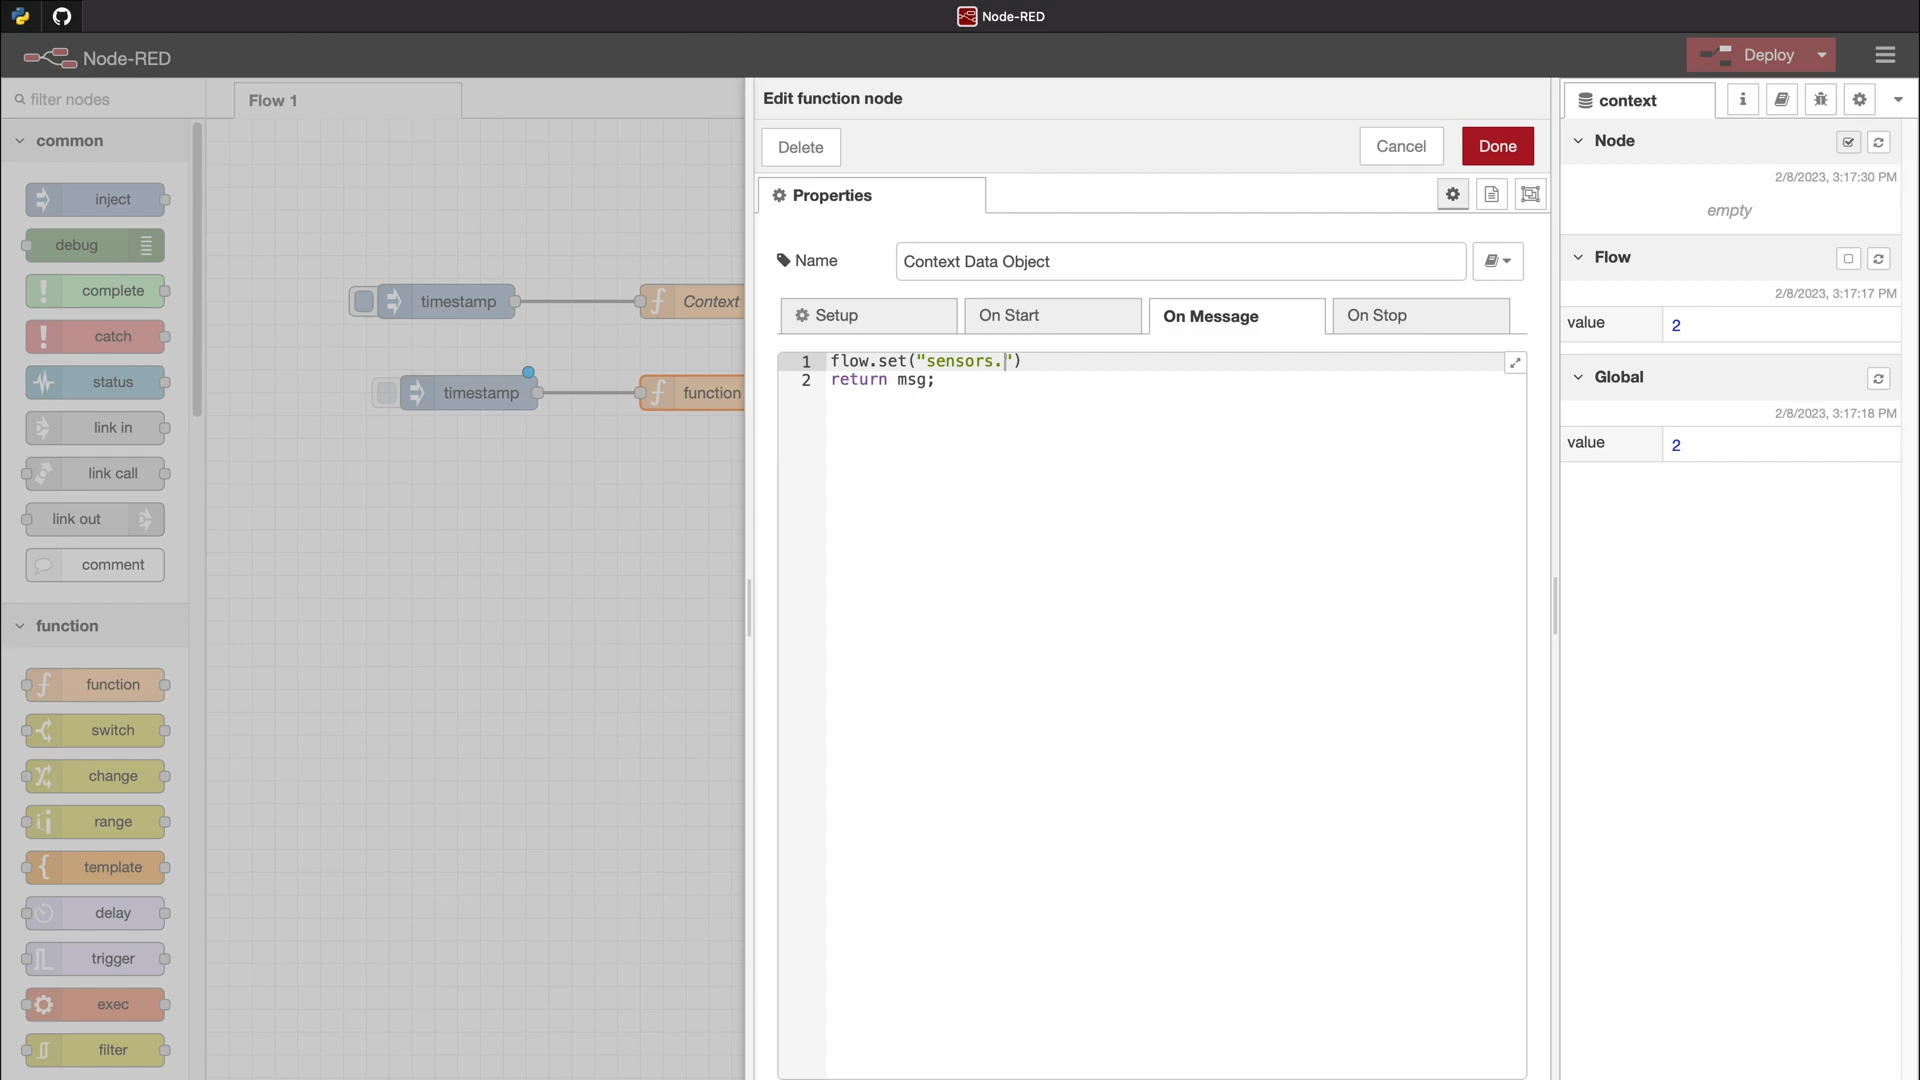 Node-RED
Node-RED
Deploy
filter nodes
common
inject
debug
complete
catch
status
link in
link call
link out
comment
function
function
switch
change
range
template
delay
trigger
exec
filter
Flow 1
timestamp
Context
timestamp
function
Edit function node
Delete
Cancel
Done
Properties
Name
Context Data Object
Setup
On Start
On Message
On Stop
1 flow.set("sensors.")
2 return msg;
context
Node
2/8/2023, 3:17:30 PM
empty
Flow
2/8/2023, 3:17:17 PM
value 2
Global
2/8/2023, 3:17:18 PM
value 2